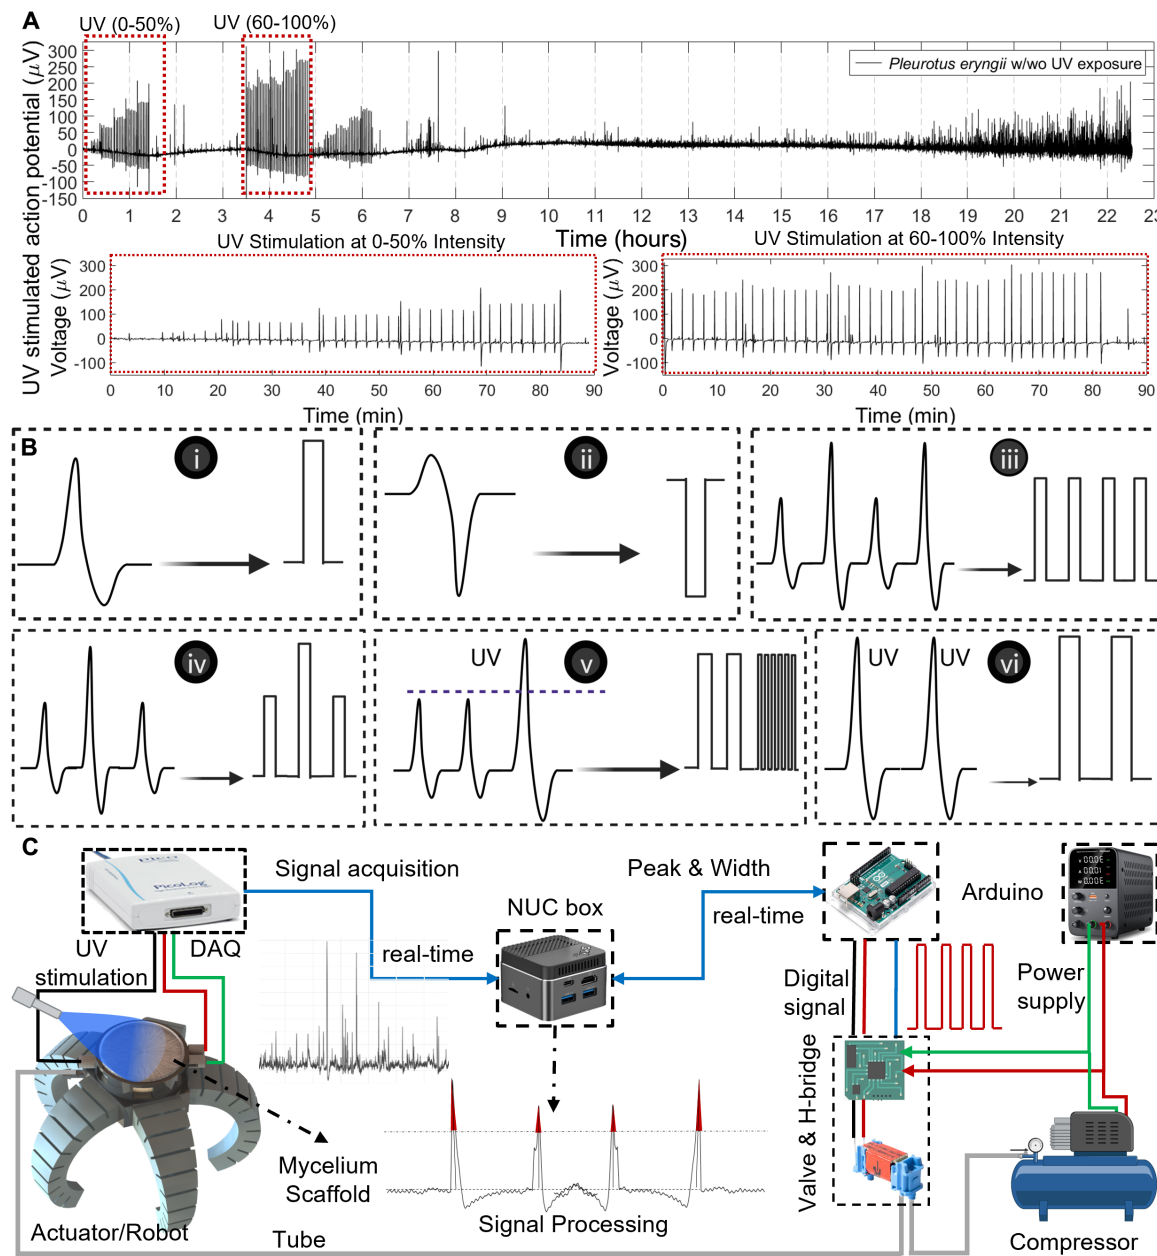 A
UV (0-50%)
UV (60-100%)
UV stimulated action potential (μV)
300
250
200
150
100
50
0
-50
-100
-150
Pleurotus eryngii w/wo UV exposure
0 1 2 3 4 5 6 7 8 9 10 11 12 13 14 15 16 17 18 19 20 21 22 23
Time (hours)
UV Stimulation at 0-50% Intensity
UV Stimulation at 60-100% Intensity
Voltage (μV)
300
200
100
0
-100
0 10 20 30 40 50 60 70 80 90
Time (min)
Voltage (μV)
300
200
100
0
-100
0 10 20 30 40 50 60 70 80 90
Time (min)
B
i
ii
iii
iv
UV
v
UV
UV
vi
C
pico
PicoLog
Signal acquisition
Peak & Width
Arduino
NUC box
real-time
real-time
UV
stimulation
DAQ
Digital
signal
Power
supply
Valve & H-bridge
Mycelium
Scaffold
Signal Processing
Actuator/Robot
Tube
Compressor